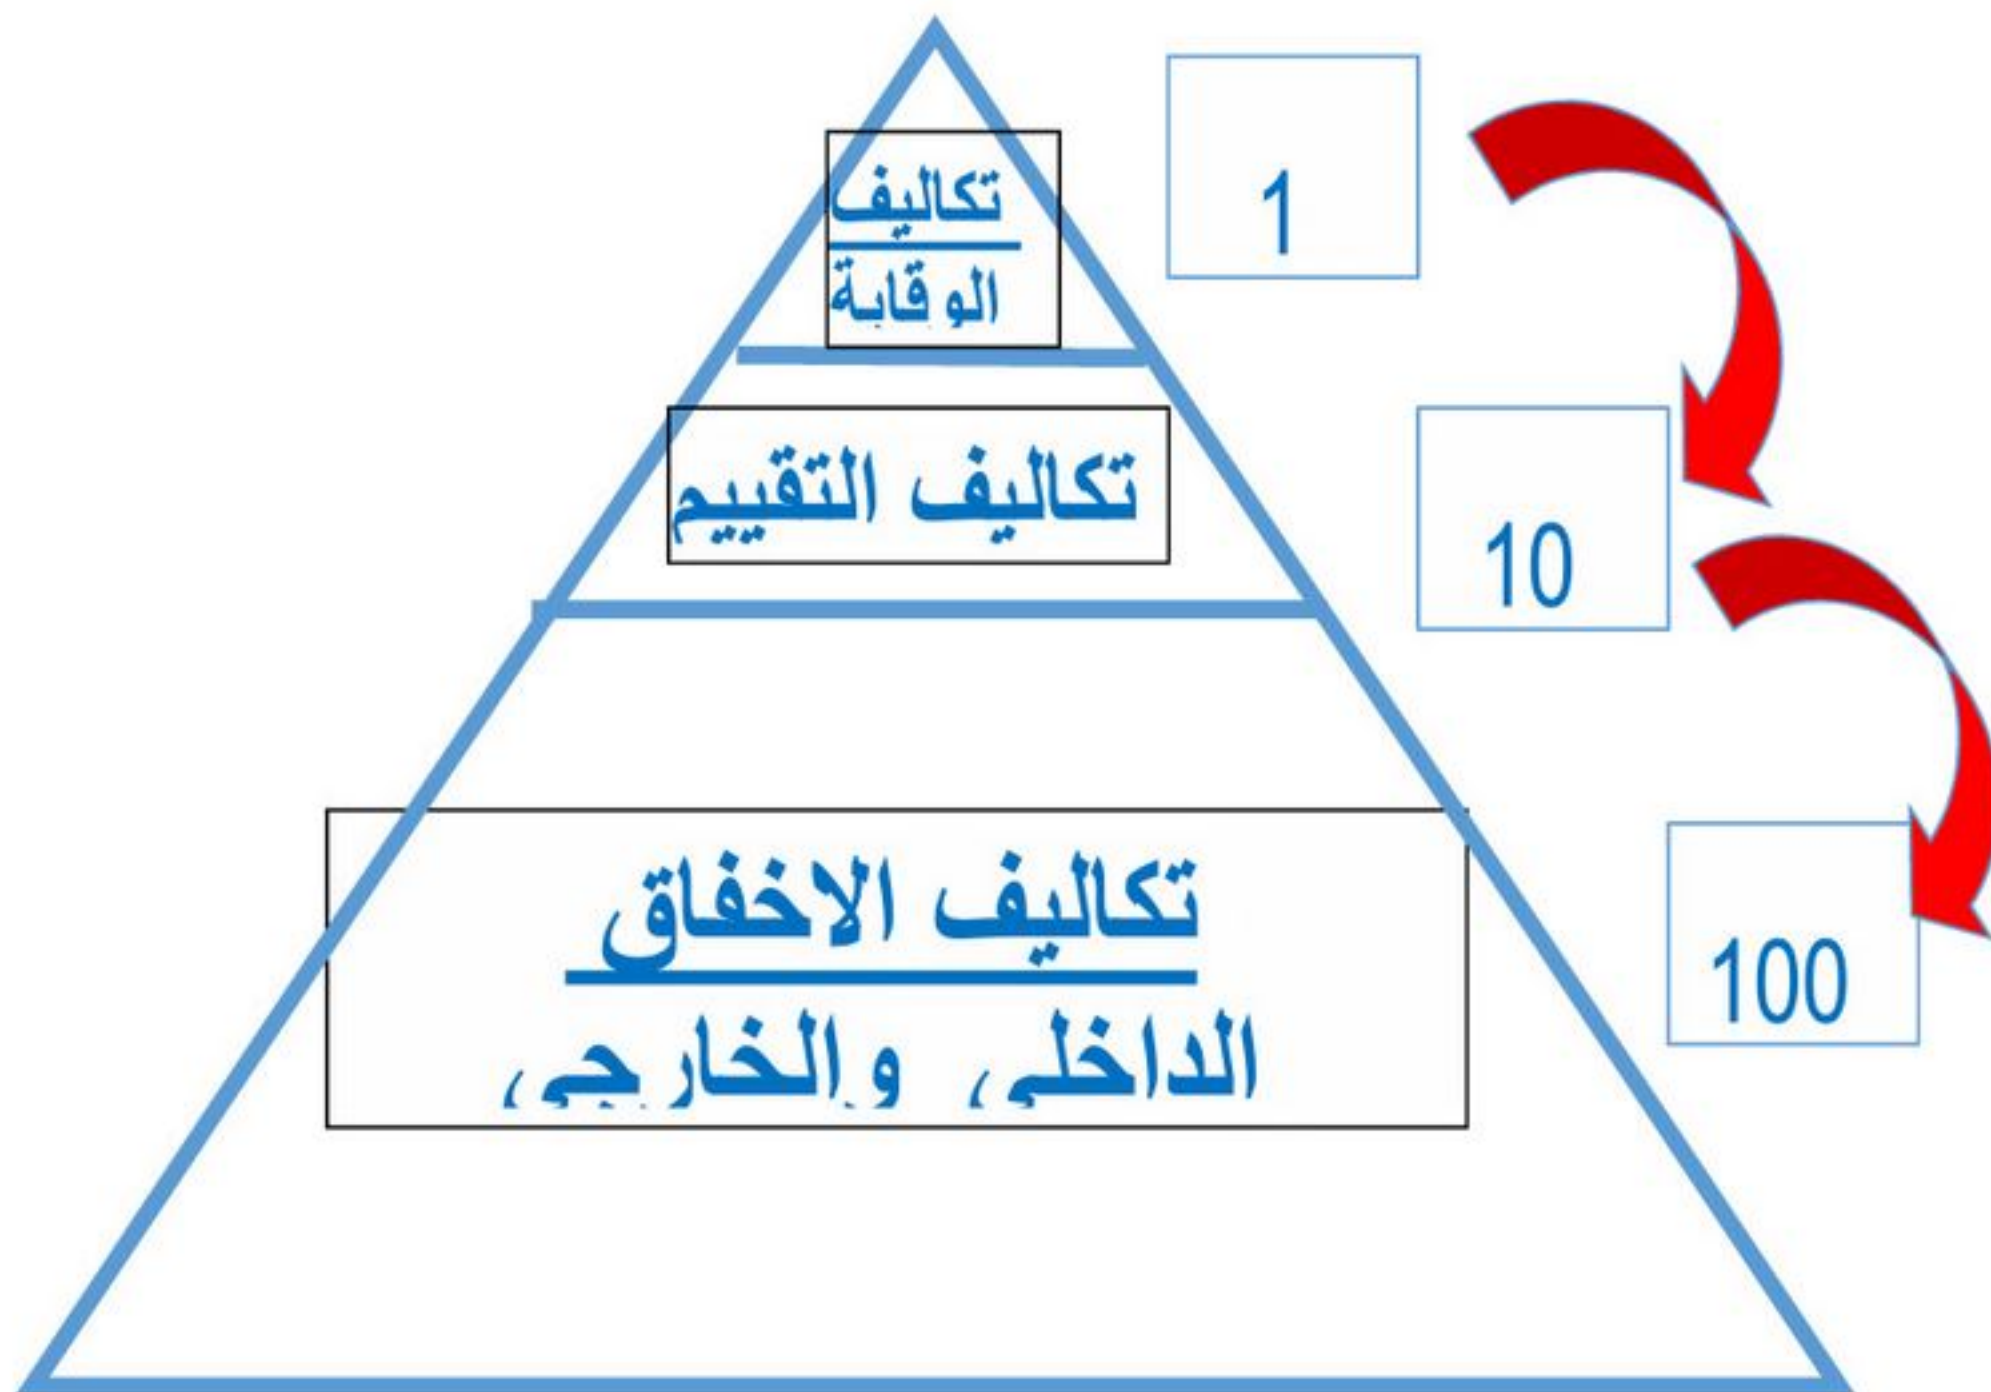 تكاليف
الوقاية
1
تكاليف التقييم
10
تكاليف الاخفاق
الداخلي والخارجي
100